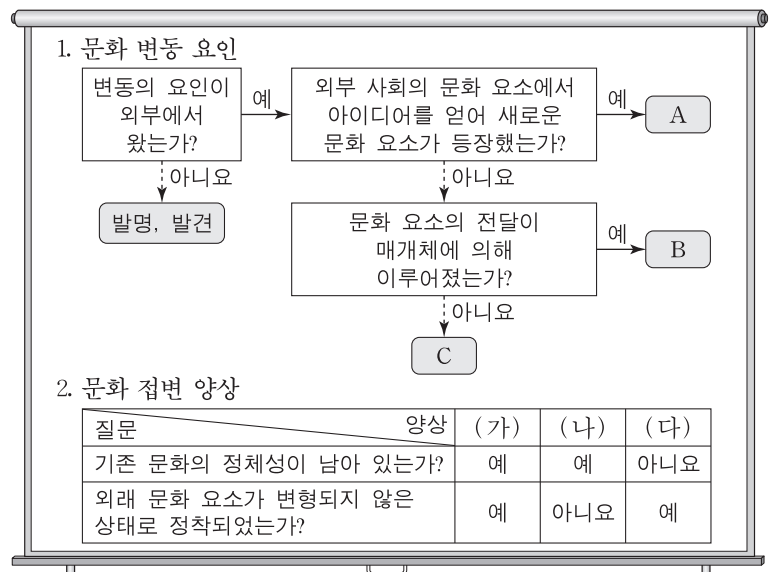 1. 문화 변동 요인
변동의 요인이
외부에서
왔는가?
예
외부 사회의 문화 요소에서
아이디어를 얻어 새로운
문화 요소가 등장했는가?
예
A
아니요
발명, 발견
아니요
문화 요소의 전달이
매개체에 의해
이루어졌는가?
예
B
아니요
C
2. 문화 접변 양상
질문 양상 (가) (나) (다)
기존 문화의 정체성이 남아 있는가? 예 예 아니요
외래 문화 요소가 변형되지 않은
상태로 정착되었는가? 예 아니요 예